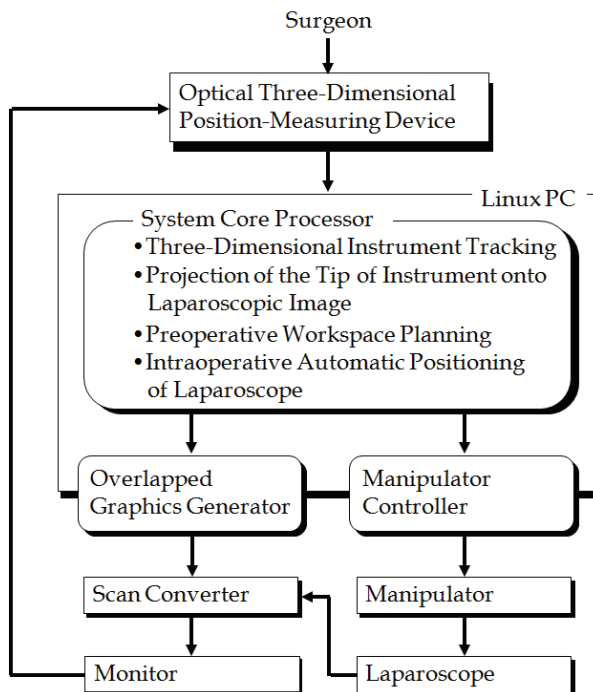 Surgeon
Optical Three-Dimensional
Position-Measuring Device
Linux PC
System Core Processor
•Three-Dimensional Instrument Tracking
•Projection of the Tip of Instrument onto
Laparoscopic Image
•Preoperative Workspace Planning
•Intraoperative Automatic Positioning
of Laparoscope
Overlapped
Graphics Generator
Manipulator
Controller
Scan Converter
Manipulator
Monitor
Laparoscope